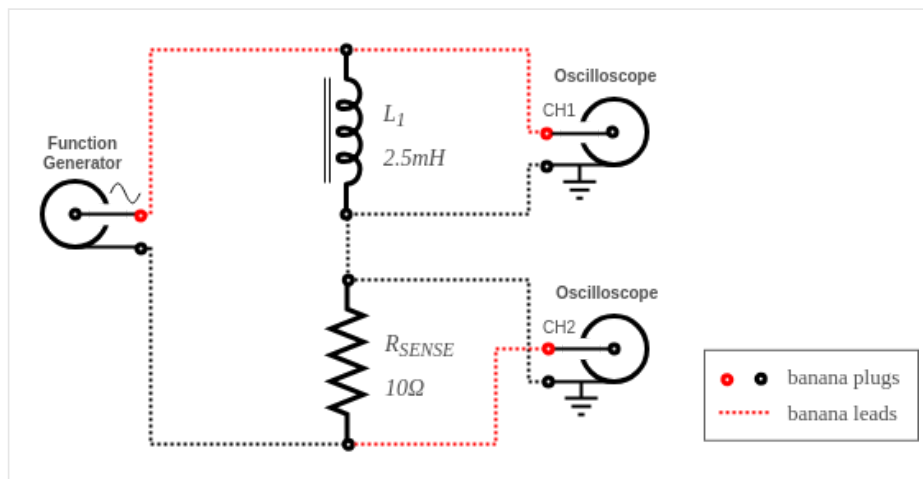 Oscilloscope
CH1
L1
2.5mH
Function
Generator
Oscilloscope
CH2
RSENSE
10Ω
banana plugs
banana leads